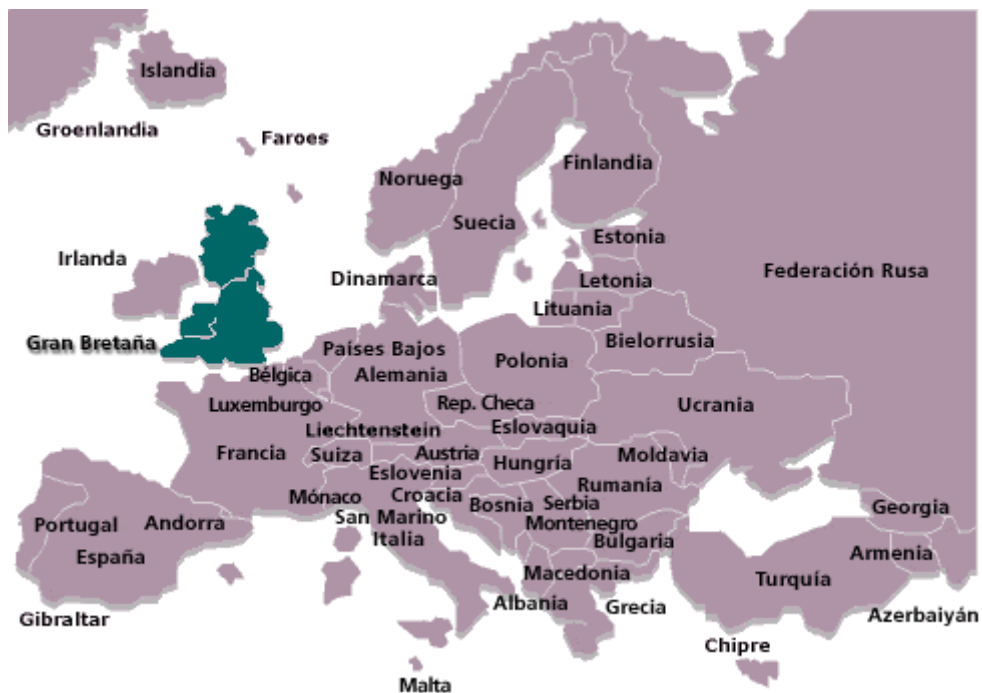 Islandia
Groenlandia
Faroes
Finlandia
Noruega
Suecia
Estonia
Irlanda
Dinamarca
Letonia
Federación Rusa
Lituania
Gran Bretaña
Países Bajos
Bielorrusia
Polonia
Bélgica
Alemania
Luxemburgo
Rep. Checa
Ucrania
Liechtenstein
Eslovaquia
Francia
Suiza
Austria
Hungría
Moldavia
Eslovenia
Rumanía
Mónaco
Croacia
Bosnia
Serbia
Georgia
Portugal
Andorra
San Marino
Montenegro
Italia
Bulgaria
España
Armenia
Macedonia
Turquía
Albania
Grecia
Gibraltar
Azerbaiyán
Chipre
Malta